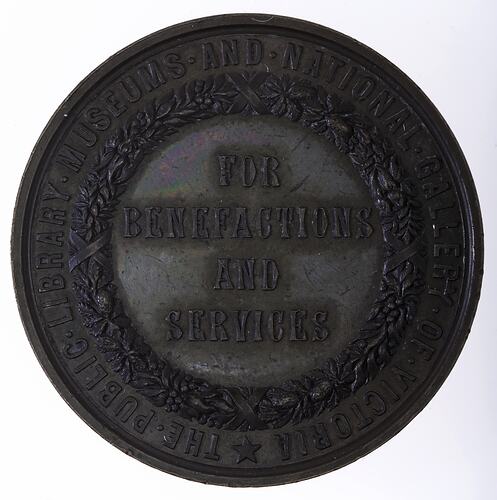 THE · PUBLIC · LIBRARY · MUSEUMS · AND · NATIONAL · GALLERY · OF · VICTORIA
FOR
BENEFACTIONS
AND
SERVICES